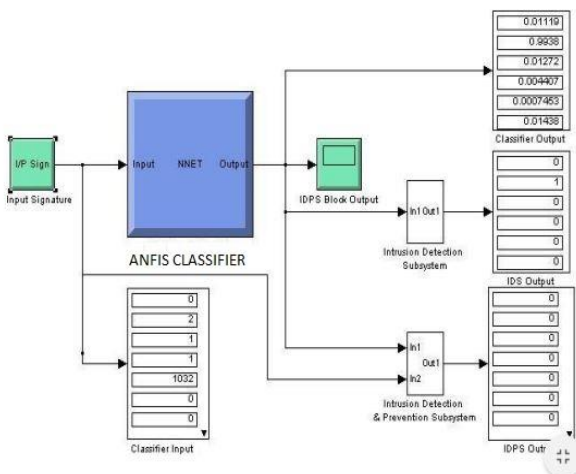 0.01119
0.9938
0.01272
0.004407
0.0007453
0.01438
Classifier Output
I/P Sign
Input Signature
Input NNET Output
ANFIS CLASSIFIER
IDPS Block Output
In1 Out1
Intrusion Detection
Subsystem
0
1
0
0
0
0
IDS Output
0
2
1
1
1032
0
0
Classifier Input
In1
Out1
In2
Intrusion Detection
& Prevention Subsystem
0
0
0
0
0
0
0
IDPS